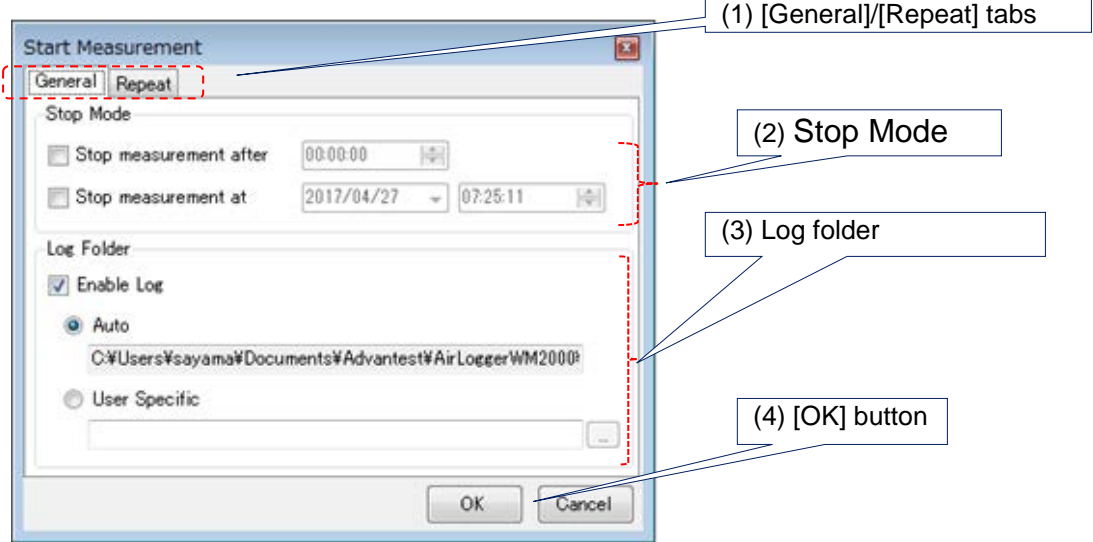 (1) [General]/[Repeat] tabs
Start Measurement
General Repeat
Stop Mode
(2) Stop Mode
Stop measurement after 00:00:00
Stop measurement at 2017/04/27 07:25:11
(3) Log folder
Log Folder
Enable Log
Auto
C:¥Users¥sayama¥Documents¥Advantest¥AirLoggerWM2000¥
User Specific
...
(4) [OK] button
OK Cancel